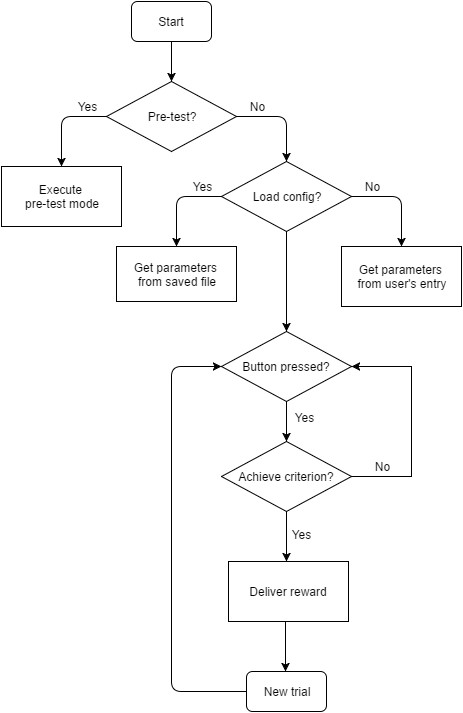 Start
Pre-test?
Yes
No
Execute
pre-test mode
Load config?
Yes
No
Get parameters
from saved file
Get parameters
from user's entry
Button pressed?
Yes
Achieve criterion?
No
Yes
Deliver reward
New trial